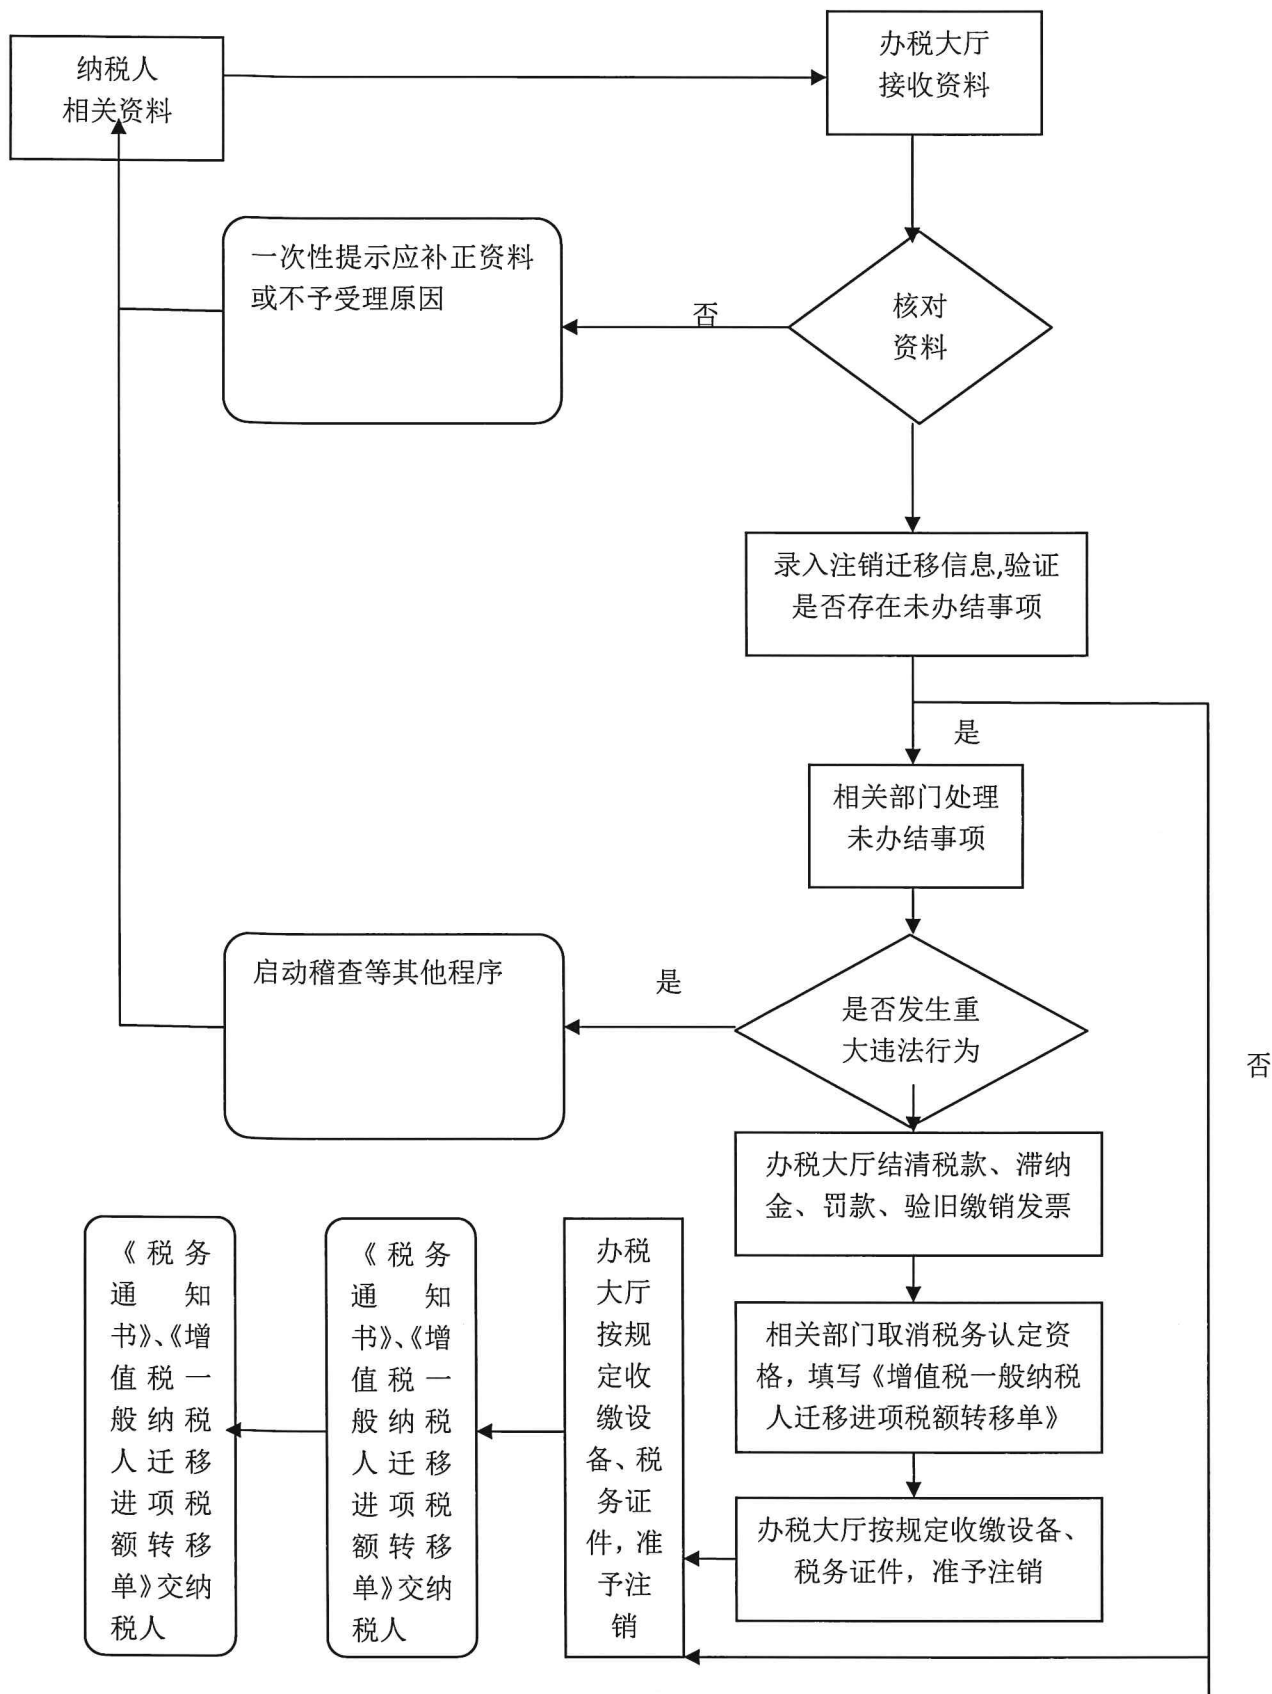 纳税人
相关资料
办税大厅
接收资料
一次性提示应补正资料
或不予受理原因
否
核对
资料
录入注销迁移信息,验证
是否存在未办结事项
是
相关部门处理
未办结事项
启动稽查等其他程序
是
是否发生重
大违法行为
否
办税大厅结清税款、滞纳
金、罚款、验旧缴销发票
相关部门取消税务认定资
格，填写《增值税一般纳税
人迁移进项税额转移单》
办税大厅按规定收缴设备、
税务证件，准予注销
办税
大厅
按规
定收
缴设
备、税
务证
件，准
予注
销
《税务
通知
书》、《增
值税一
般纳税
人迁移
进项税
额转移
单》交纳
税人
《税务
通知
书》、《增
值税一
般纳税
人迁移
进项税
额转移
单》交纳
税人